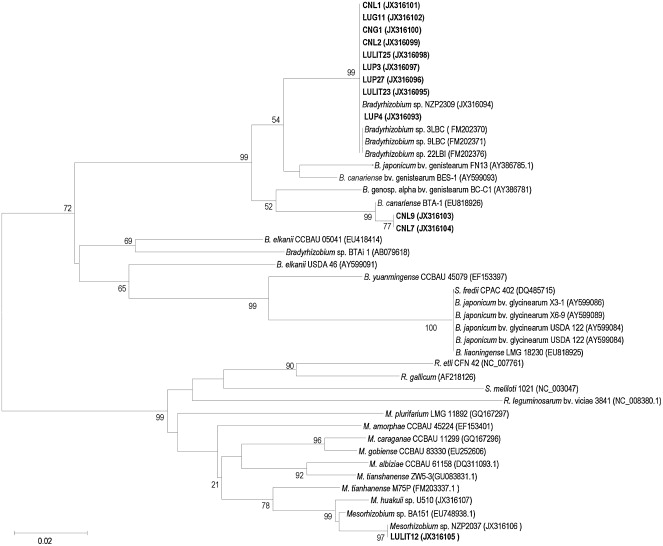 CNL1 (JX316101)
LUG11 (JX316102)
CNG1 (JX316100)
CNL2 (JX316099)
LULIT25 (JX316098)
LUP3 (JX316097)
99
LUP27 (JX316096)
LULIT23 (JX316095)
Bradyrhizobium sp. NZP2309 (JX316094)
LUP4 (JX316093)
54
Bradyrhizobium sp. 3LBC ( FM202370)
Bradyrhizobium sp. 9LBC (FM202371)
Bradyrhizobium sp. 22LBI (FM202376)
99
B. japonicum bv. genistearum FN13 (AY386785.1)
B. canariense bv. genistearum BES-1 (AY599093)
B. genosp. alpha bv. genistearum BC-C1 (AY386781)
52
B. canariense BTA-1 (EU818926)
72
99
CNL9 (JX316103)
77
CNL7 (JX316104)
69
B. elkanii CCBAU 05041 (EU418414)
Bradyrhizobium sp. BTAi 1 (AB079618)
B. elkanii USDA 46 (AY599091)
65
B. yuanmingense CCBAU 45079 (EF153397)
99
S. fredii CPAC 402 (DQ485715)
B. japonicum bv. glycinearum X3-1 (AY599086)
B. japonicum bv. glycinearum X6-9 (AY599089)
100
B. japonicum bv. glycinearum USDA 122 (AY599084)
B. japonicum bv. glycinearum USDA 122 (AY599084)
B. liaoningense LMG 18230 (EU818925)
90
R. etli CFN 42 (NC_007761)
R. gallicum (AF218126)
S. meliloti 1021 (NC_003047)
R. leguminosarum bv. viciae 3841 (NC_008380.1)
99
M. plurifarium LMG 11892 (GQ167297)
M. amorphae CCBAU 45224 (EF153401)
96
M. caraganae CCBAU 11299 (GQ167296)
M. gobiense CCBAU 83330 (EU252606)
M. albiziae CCBAU 61158 (DQ311093.1)
92
M. tianshanense ZW5-3(GU083831.1)
21
M. tianhanense M75P (FM203337.1 )
78
M. huakuii sp. U510 (JX316107)
99
Mesorhizobium sp. BA151 (EU748938.1)
Mesorhizobium sp. NZP2037 (JX316106 )
97
LULIT12 (JX316105 )
0.02